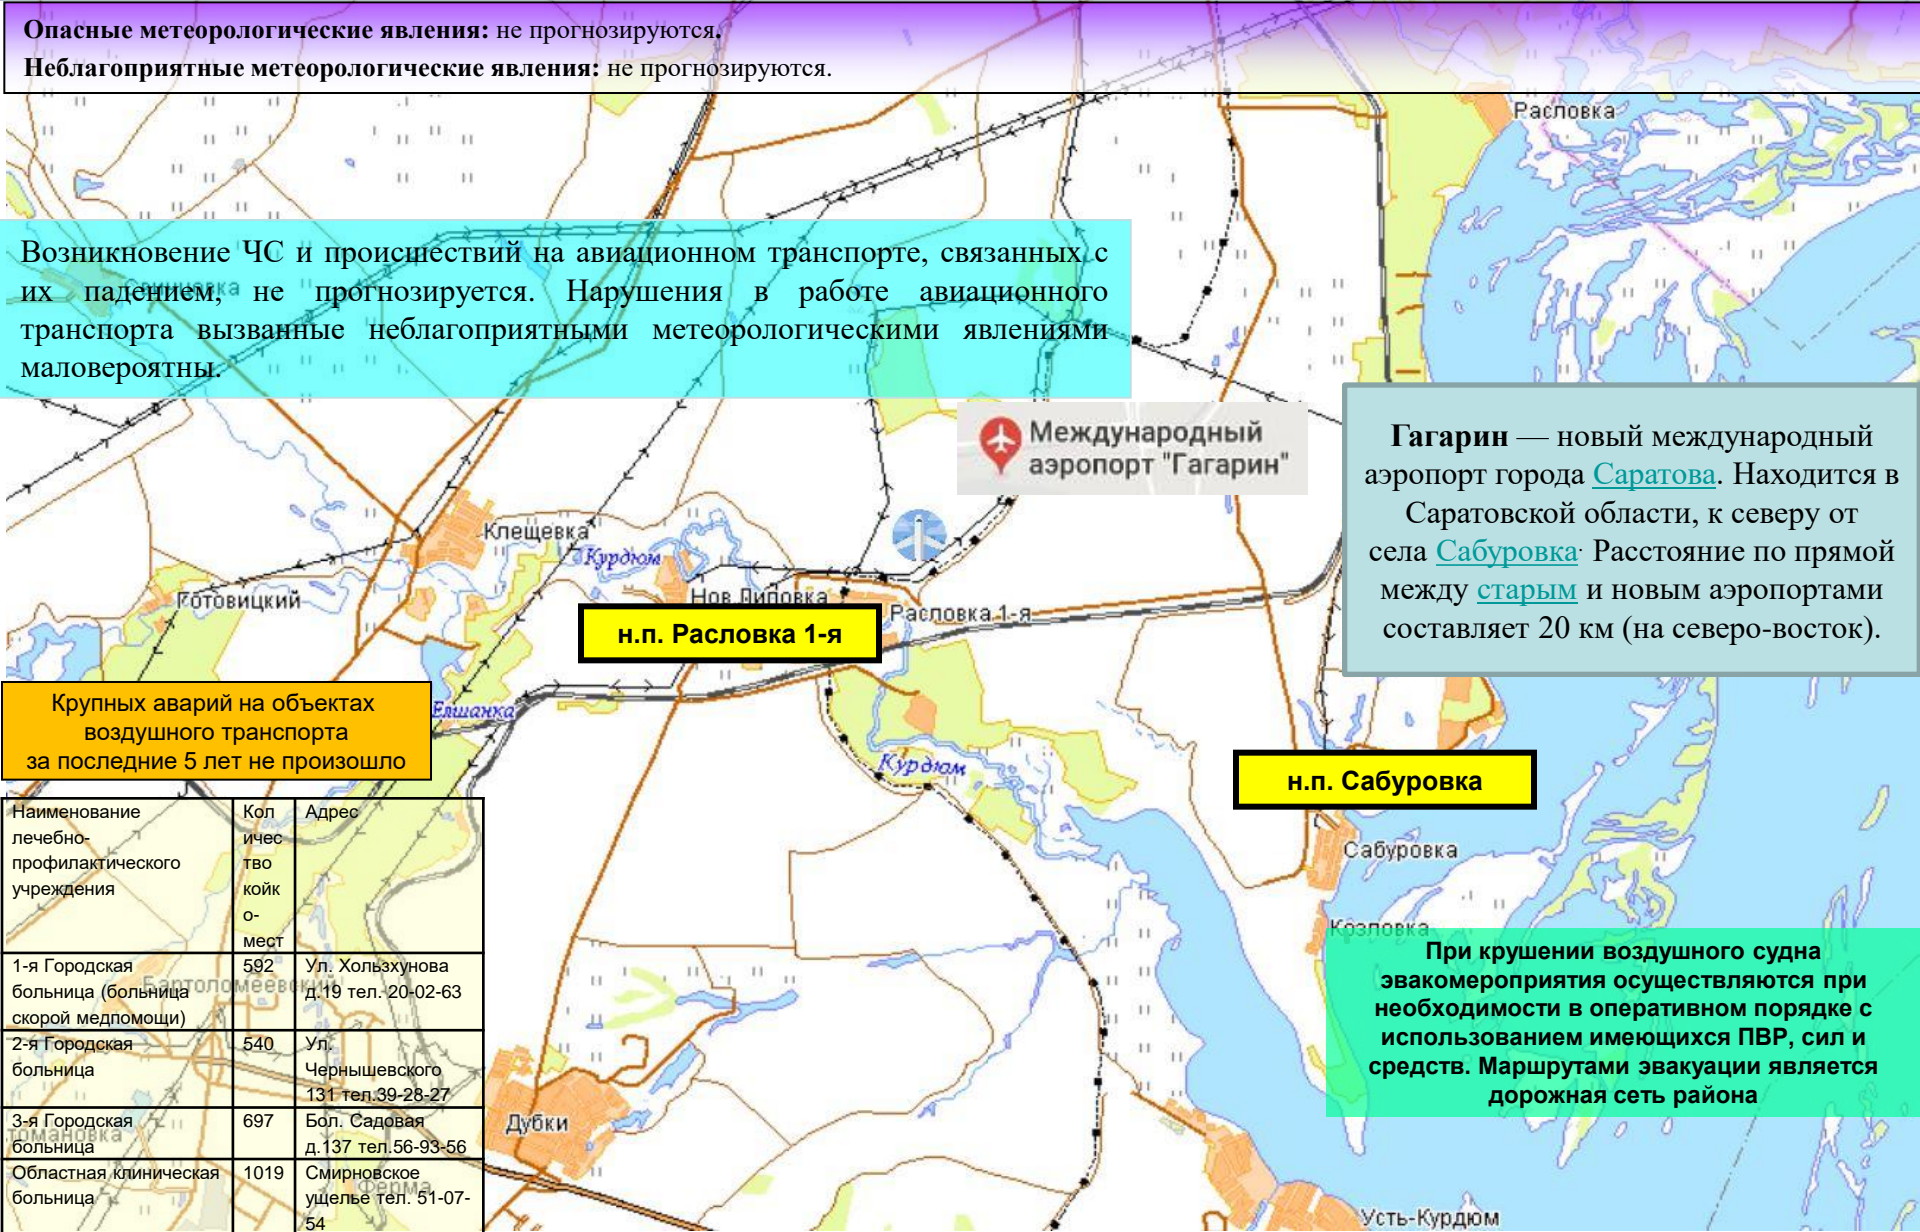 Опасные метеорологические явления: не прогнозируются.
Неблагоприятные метеорологические явления: не прогнозируются.
Расловка
Возникновение ЧС и происшествий на авиационном транспорте, связанных с
их падением, не прогнозируется. Нарушения в работе авиационного
транспорта вызванные неблагоприятными метеорологическими явлениями
маловероятны.
Международный
аэропорт "Гагарин"
Гагарин — новый международный
аэропорт города Саратова. Находится в
Саратовской области, к северу от
села Сабуровка. Расстояние по прямой
между старым и новым аэропортами
составляет 20 км (на северо-восток).
Клещевка
Курдюм
Готовицкий
Нов.Липовка
Расловка 1-я
н.п. Расловка 1-я
Елшанка
Крупных аварий на объектах
воздушного транспорта
за последние 5 лет не произошло
Курдюм
н.п. Сабуровка
Сабуровка
Козловка
Наименование
лечебно-
профилактического
учреждения
Кол
ичес
тво
койк
о-
мест
Адрес
1-я Городская
больница (больница
скорой медпомощи)
592
Ул. Хользхунова
д.19 тел. 20-02-63
2-я Городская
больница
540
Ул.
Чернышевского
131 тел.39-28-27
3-я Городская
больница
697
Бол. Садовая
д.137 тел.56-93-56
Областная клиническая
больница
1019
Смирновское
ущелье тел. 51-07-
54
При крушении воздушного судна
эвакомероприятия осуществляются при
необходимости в оперативном порядке с
использованием имеющихся ПВР, сил и
средств. Маршрутами эвакуации является
дорожная сеть района
Дубки
Ферма
Усть-Курдюм